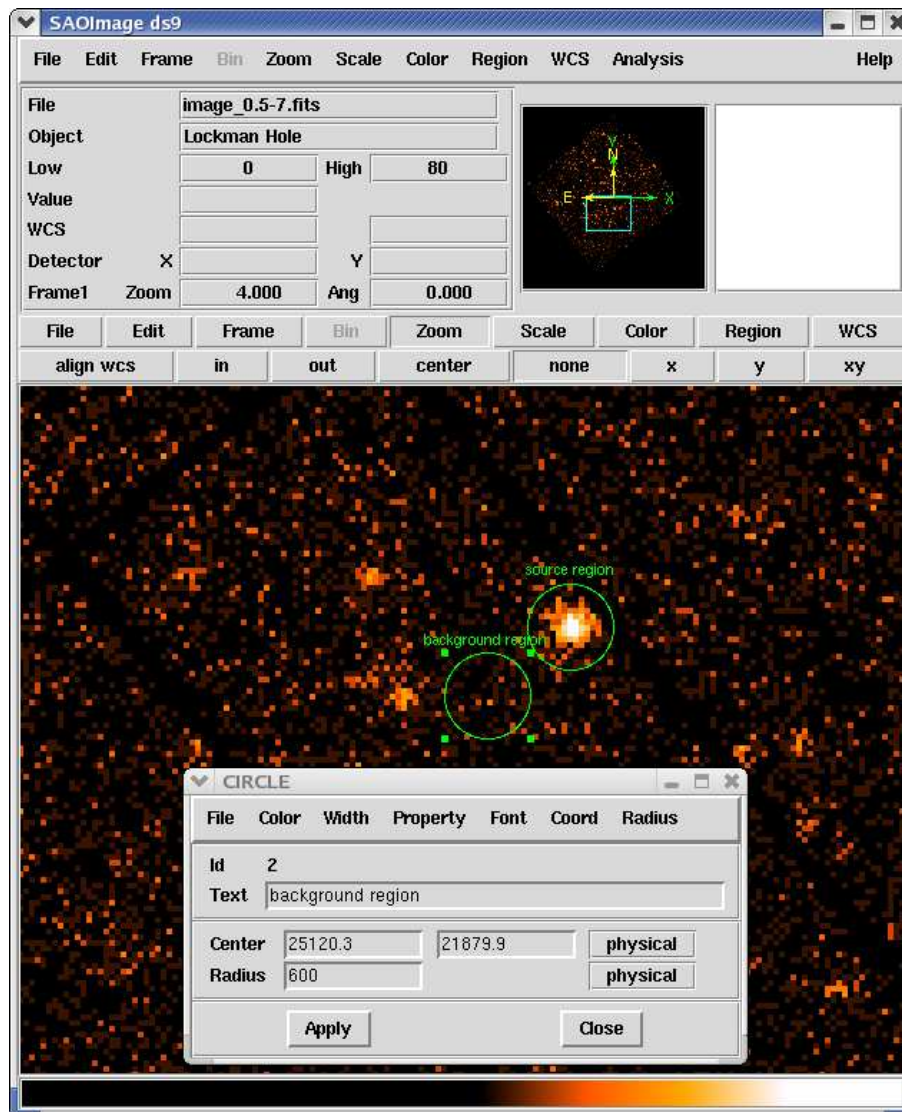 SAOImage ds9
File Edit Frame Bin Zoom Scale Color Region WCS Analysis Help
File image_0.5-7.fits
Object Lockman Hole
Low 0 High 80
Value
WCS
Detector X Y
Frame1 Zoom 4.000 Ang 0.000
Y
N
E X
File Edit Frame Bin Zoom Scale Color Region WCS
align wcs in out center none x y xy
source region
background region
CIRCLE
File Color Width Property Font Coord Radius
Id 2
Text background region
Center 25120.3 21879.9 physical
Radius 600 physical
Apply Close